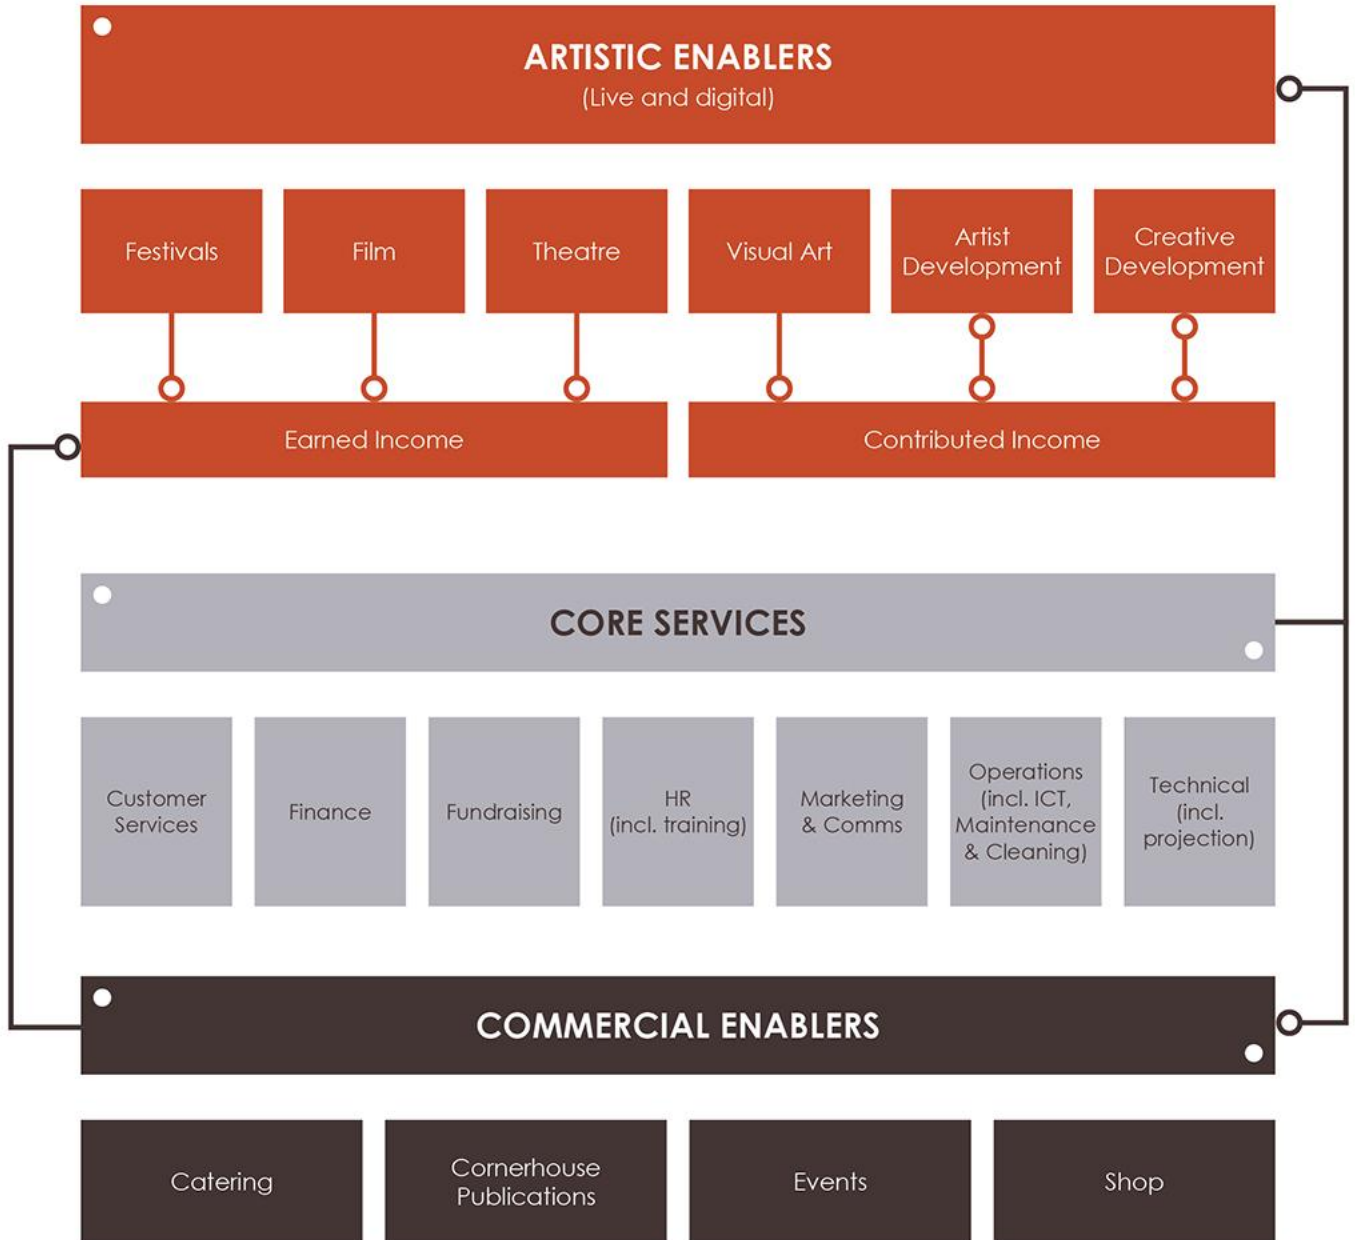 ARTISTIC ENABLERS
(Live and digital)
Festivals
Film
Theatre
Visual Art
Artist
Development
Creative
Development
Earned Income
Contributed Income
CORE SERVICES
Customer
Services
Finance
Fundraising
HR
(incl. training)
Marketing
& Comms
Operations
(incl. ICT,
Maintenance
& Cleaning)
Technical
(incl.
projection)
COMMERCIAL ENABLERS
Catering
Cornerhouse
Publications
Events
Shop